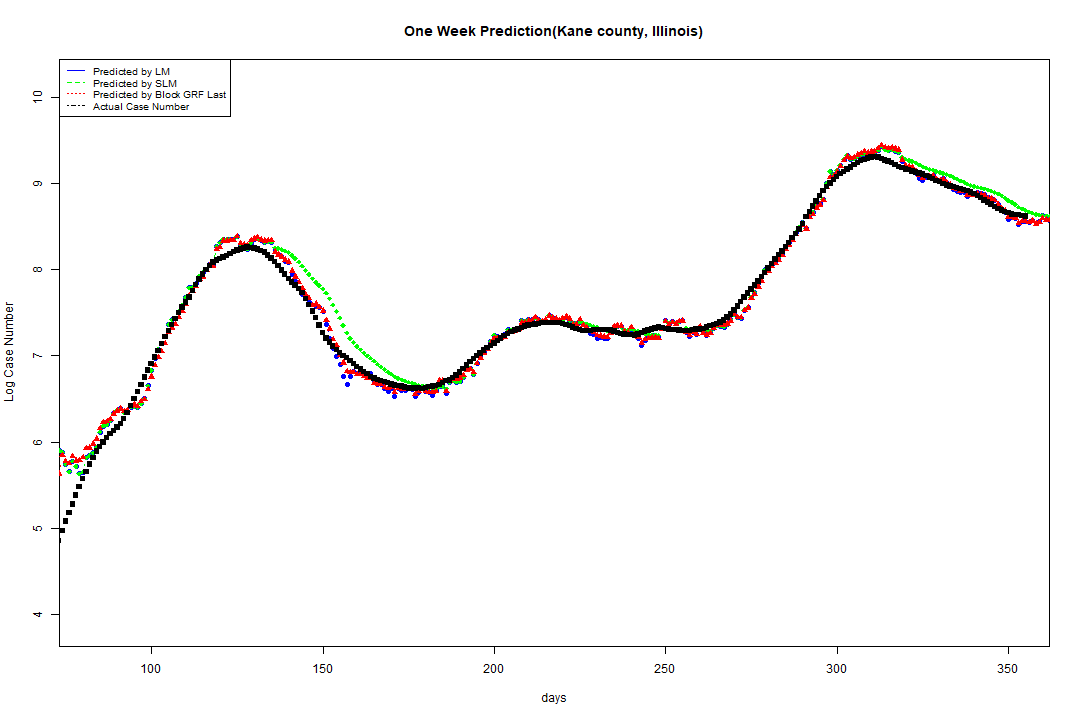 One Week Prediction(Kane county, Illinois)
Predicted by LM
Predicted by SLM
Predicted by Block GRF Last
Actual Case Number
10
9
8
7
6
5
4
Log Case Number
100 150 200 250 300 350
days